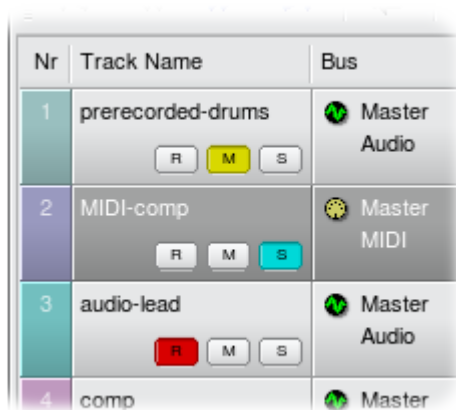 Nr Track Name Bus
1 prerecorded-drums Master
Audio
R M S
2 MIDI-comp Master
MIDI
R M S
3 audio-lead Master
Audio
R M S
4 comp Master